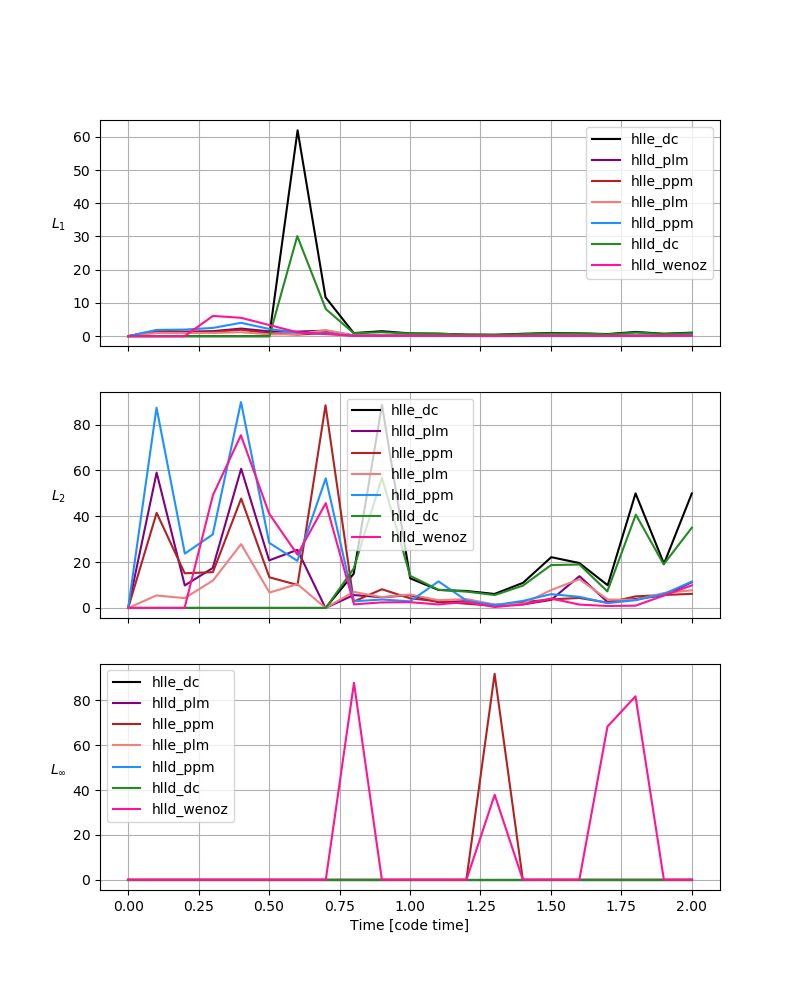 60
50
40
30
20
10
0
L₁
hlle_dc
hlld_plm
hlle_ppm
hlle_plm
hlld_ppm
hlld_dc
hlld_wenoz
80
60
40
20
0
L₂
hlle_dc
hlld_plm
hlle_ppm
hlle_plm
hlld_ppm
hlld_dc
hlld_wenoz
80
60
40
20
0
L∞
hlle_dc
hlld_plm
hlle_ppm
hlle_plm
hlld_ppm
hlld_dc
hlld_wenoz
0.00 0.25 0.50 0.75 1.00 1.25 1.50 1.75 2.00
Time [code time]